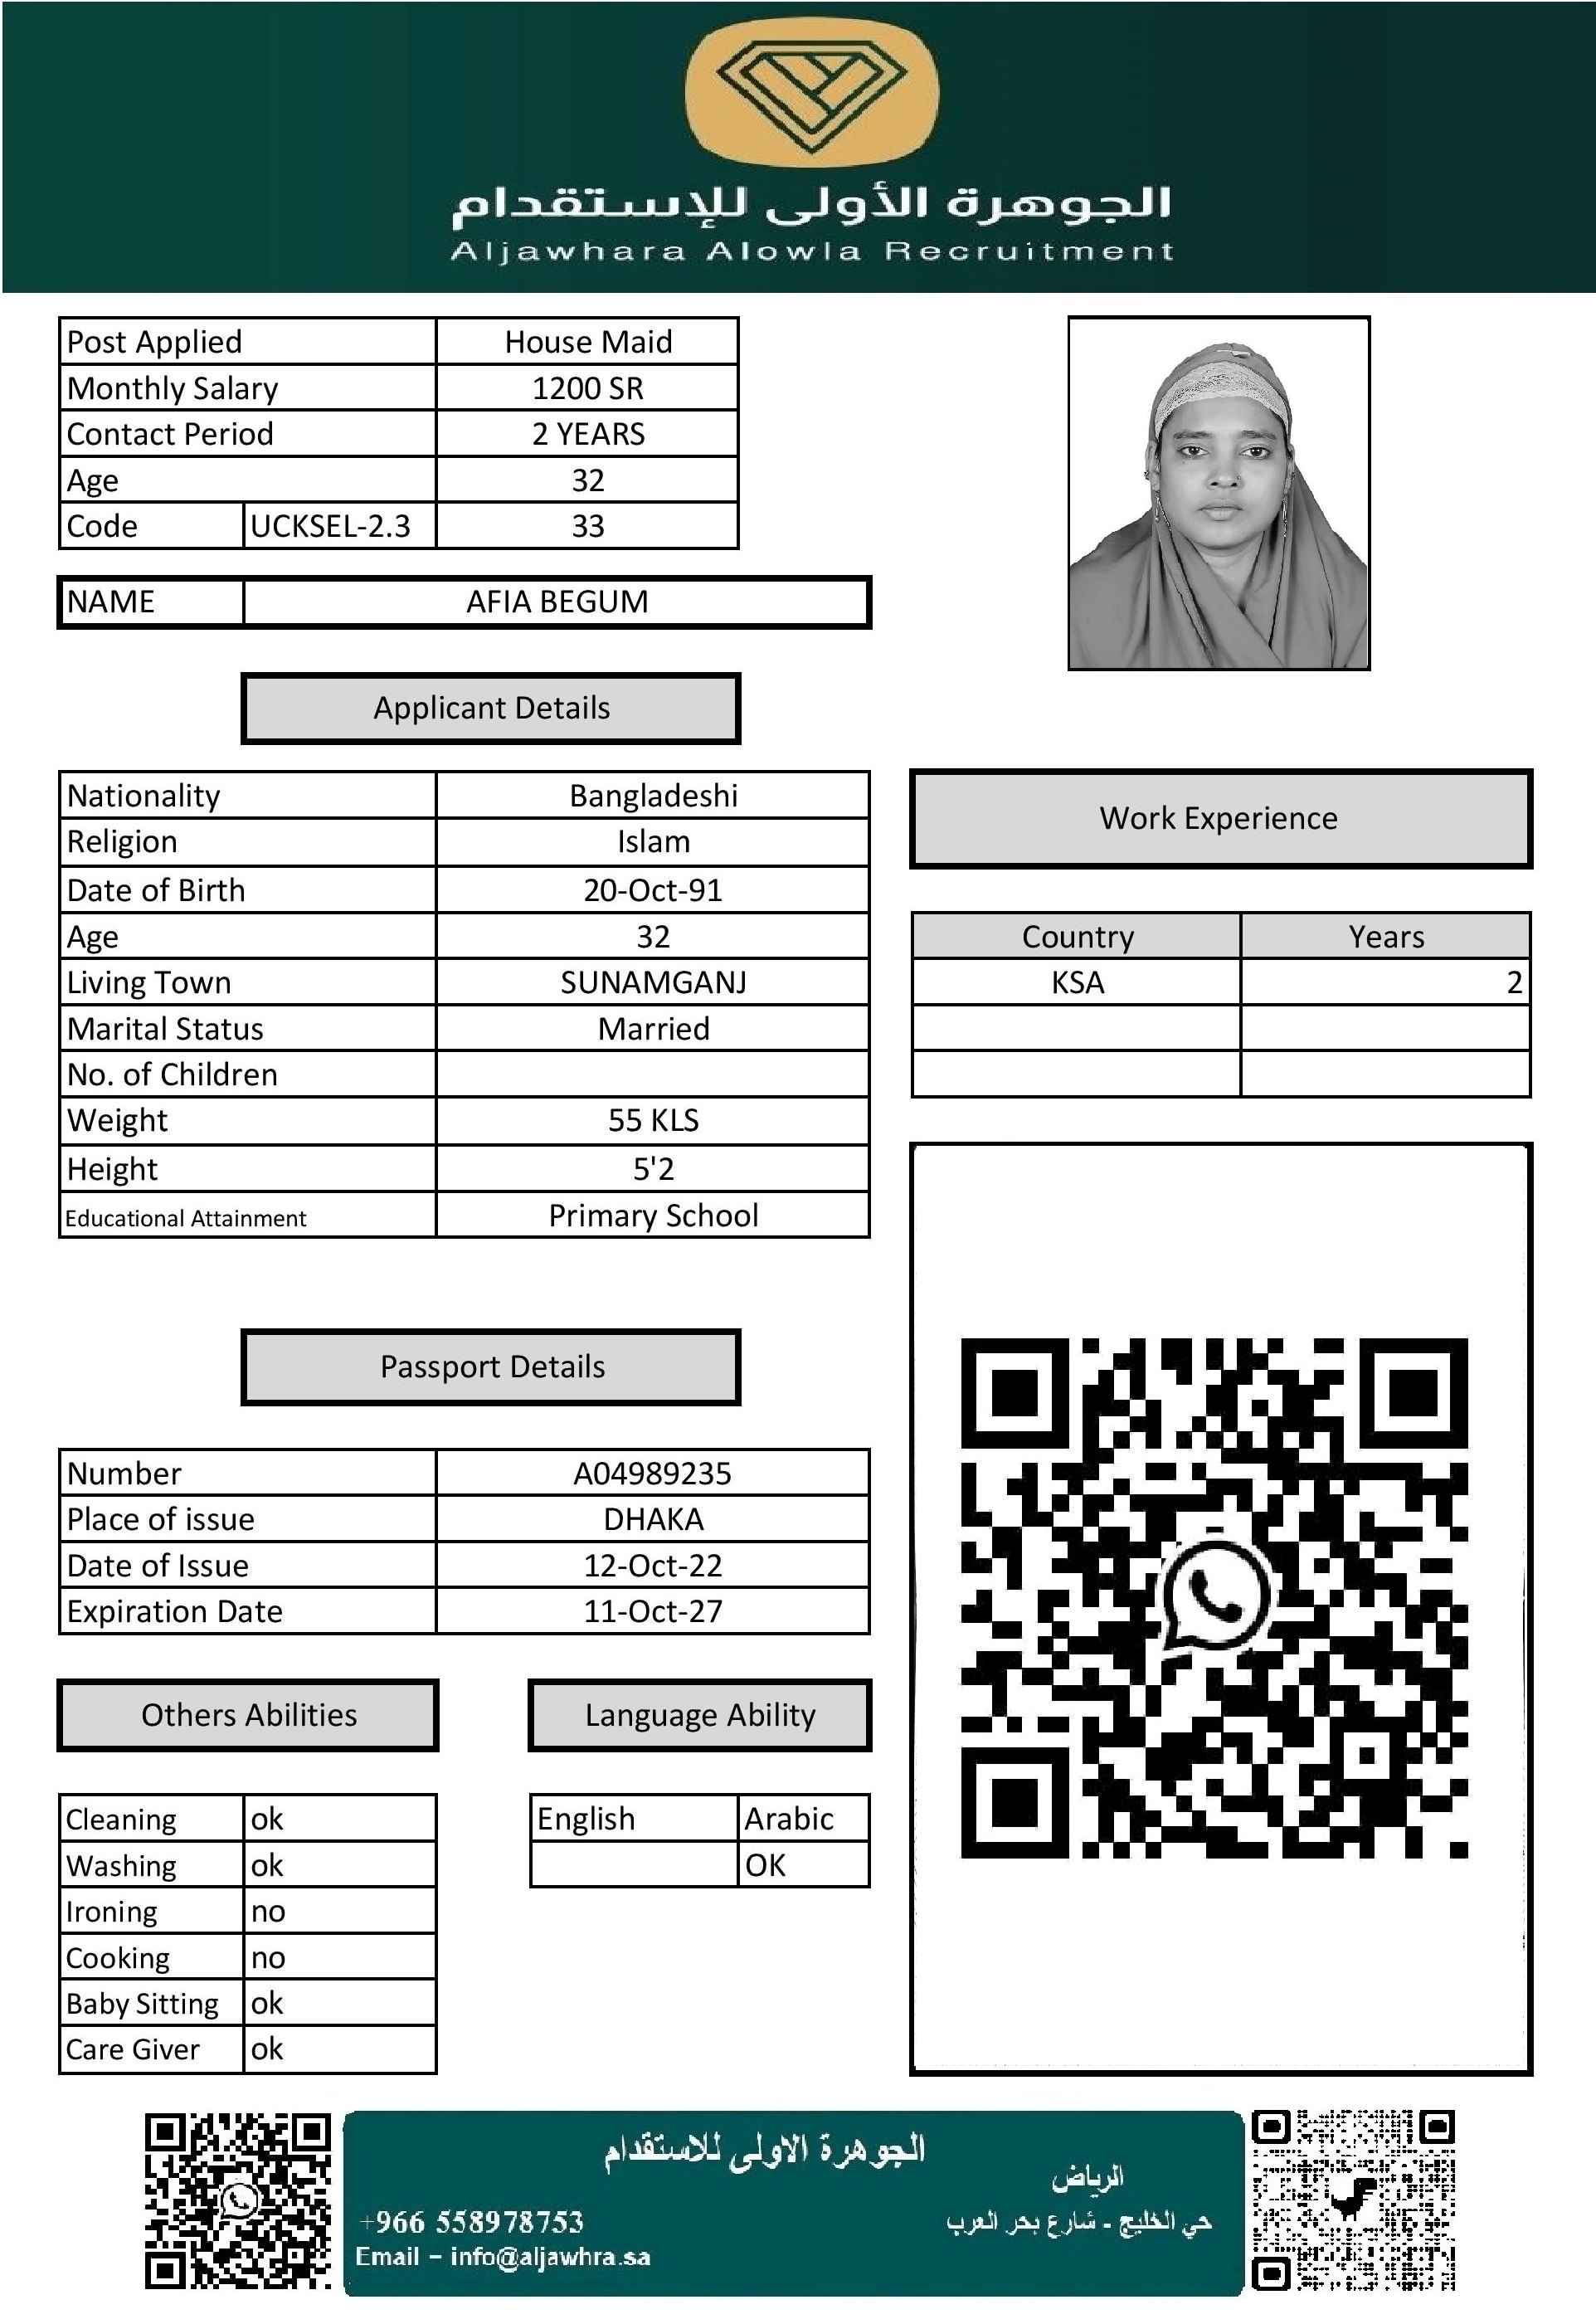 الجوهرة الأولى للإستقدام
Aljawhara Alowla Recruitment
Post Applied House Maid
Monthly Salary 1200 SR
Contact Period 2 YEARS
Age 32
Code UCKSEL-2.3 33
NAME AFIA BEGUM
Applicant Details
Nationality Bangladeshi
Religion Islam
Date of Birth 20-Oct-91
Age 32
Living Town SUNAMGANJ
Marital Status Married
No. of Children
Weight 55 KLS
Height 5'2
Educational Attainment Primary School
Work Experience
Country Years
KSA 2
Passport Details
Number A04989235
Place of issue DHAKA
Date of Issue 12-Oct-22
Expiration Date 11-Oct-27
Others Abilities
Cleaning ok
Washing ok
Ironing no
Cooking no
Baby Sitting ok
Care Giver ok
Language Ability
English Arabic
OK
الجوهرة الاولى للاستقدام
الرياض
حي الخليج - شارع بحر العرب
+966 558978753
Email - info@aljawhra.sa